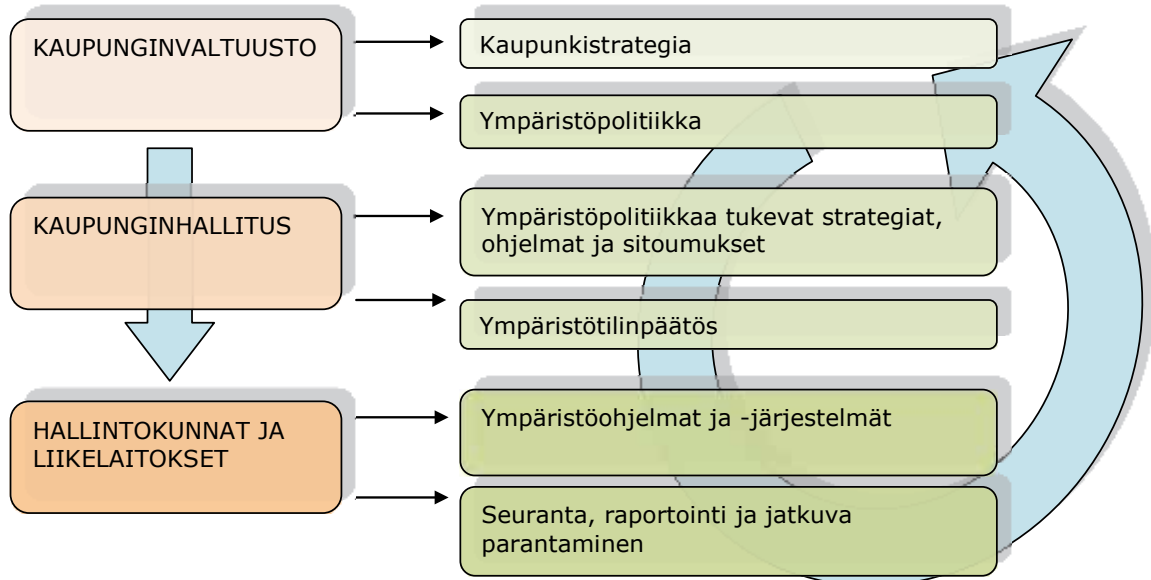 KAUPUNGINVALTUUSTO
Kaupunkistrategia
Ympäristöpolitiikka
KAUPUNGINHALLITUS
Ympäristöpolitiikkaa tukevat strategiat,
ohjelmat ja sitoumukset
Ympäristötilinpäätös
HALLINTOKUNNAT JA
LIIKELAITOKSET
Ympäristöohjelmat ja -järjestelmät
Seuranta, raportointi ja jatkuva
parantaminen